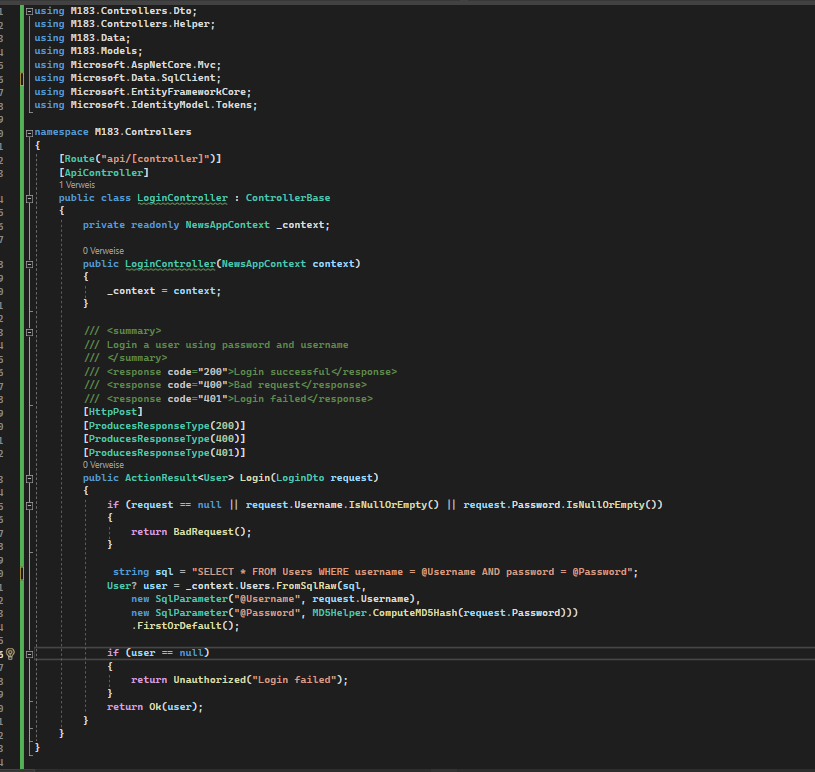 using M183.Controllers.Dto;
using M183.Controllers.Helper;
using M183.Data;
using M183.Models;
using Microsoft.AspNetCore.Mvc;
using Microsoft.Data.SqlClient;
using Microsoft.EntityFrameworkCore;
using Microsoft.IdentityModel.Tokens;
namespace M183.Controllers
{
[Route("api/[controller]")]
[ApiController]
1 Verweis
public class LoginController : ControllerBase
{
private readonly NewsAppContext _context;
0 Verweise
public LoginController(NewsAppContext context)
{
_context = context;
}
/// <summary>
/// Login a user using password and username
/// </summary>
/// <response code="200">Login successful</response>
/// <response code="400">Bad request</response>
/// <response code="401">Login failed</response>
[HttpPost]
[ProducesResponseType(200)]
[ProducesResponseType(400)]
[ProducesResponseType(401)]
0 Verweise
public ActionResult<User> Login(LoginDto request)
{
if (request == null || request.Username.IsNullOrEmpty() || request.Password.IsNullOrEmpty())
{
return BadRequest();
}
string sql = "SELECT * FROM Users WHERE username = @Username AND password = @Password";
User? user = _context.Users.FromSqlRaw(sql,
new SqlParameter("@Username", request.Username),
new SqlParameter("@Password", MD5Helper.ComputeMD5Hash(request.Password)))
.FirstOrDefault();
if (user == null)
{
return Unauthorized("Login failed");
}
return Ok(user);
}
}
}